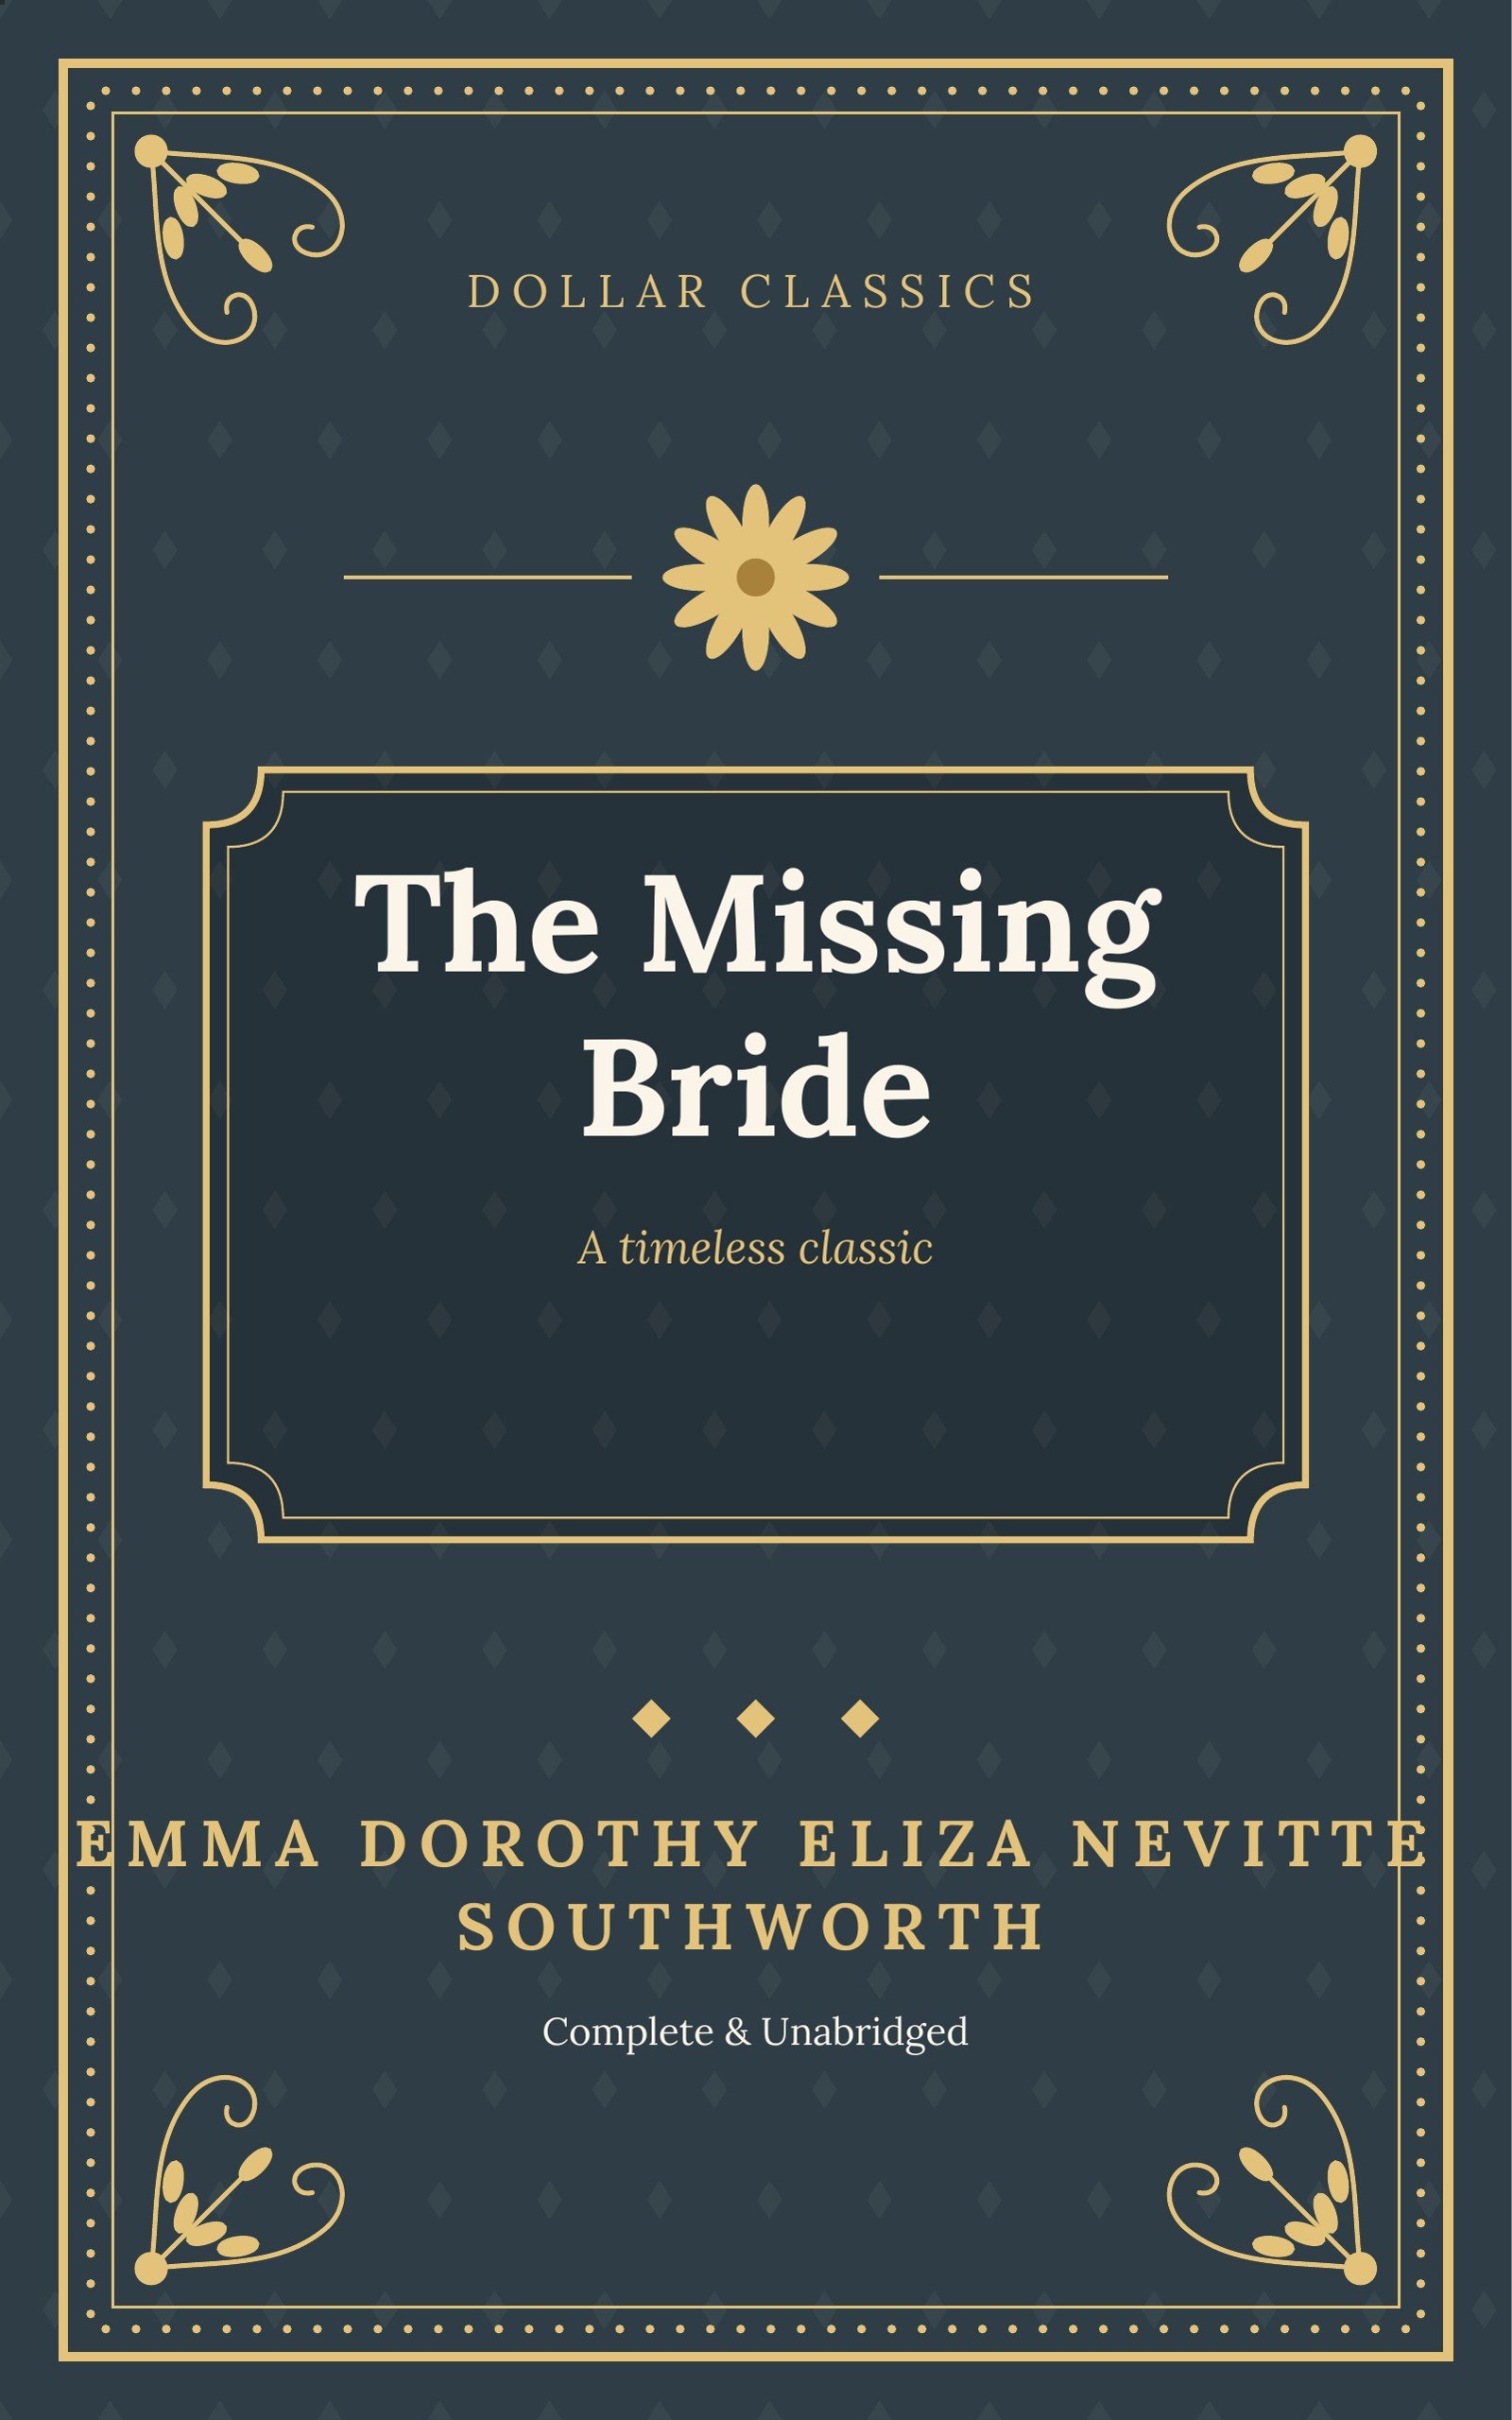 DOLLAR CLASSICS
The Missing
Bride
A timeless classic
EMMA DOROTHY ELIZA NEVITTE
SOUTHWORTH
Complete & Unabridged